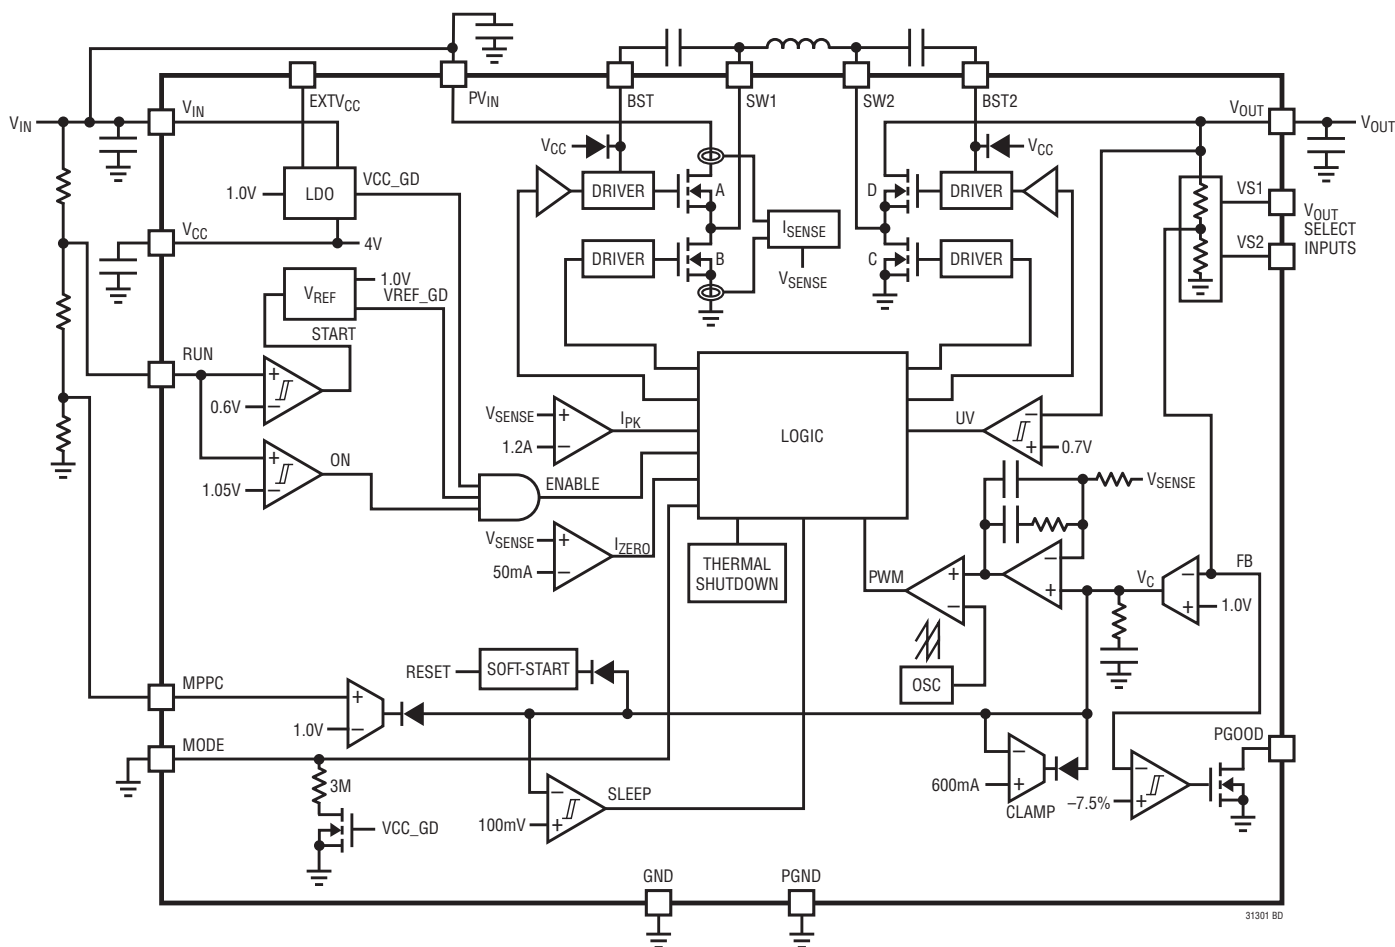 EXTVCC
PVIN
BST
SW1
SW2
BST2
VIN
VIN
VOUT
VOUT
VCC
VCC
1.0V
LDO
VCC_GD
DRIVER
A
D
DRIVER
VS1
VOUT
SELECT
INPUTS
VS2
ISENSE
VCC
4V
DRIVER
B
C
DRIVER
VSENSE
VREF
1.0V
VREF_GD
START
RUN
0.6V
VSENSE
1.2A
IPK
LOGIC
UV
0.7V
ON
1.05V
ENABLE
VSENSE
VSENSE
50mA
IZERO
THERMAL
SHUTDOWN
PWM
VC
FB
1.0V
RESET
SOFT-START
OSC
MPPC
1.0V
MODE
PGOOD
3M
VCC_GD
100mV
SLEEP
600mA
CLAMP
–7.5%
GND
PGND
31301 BD